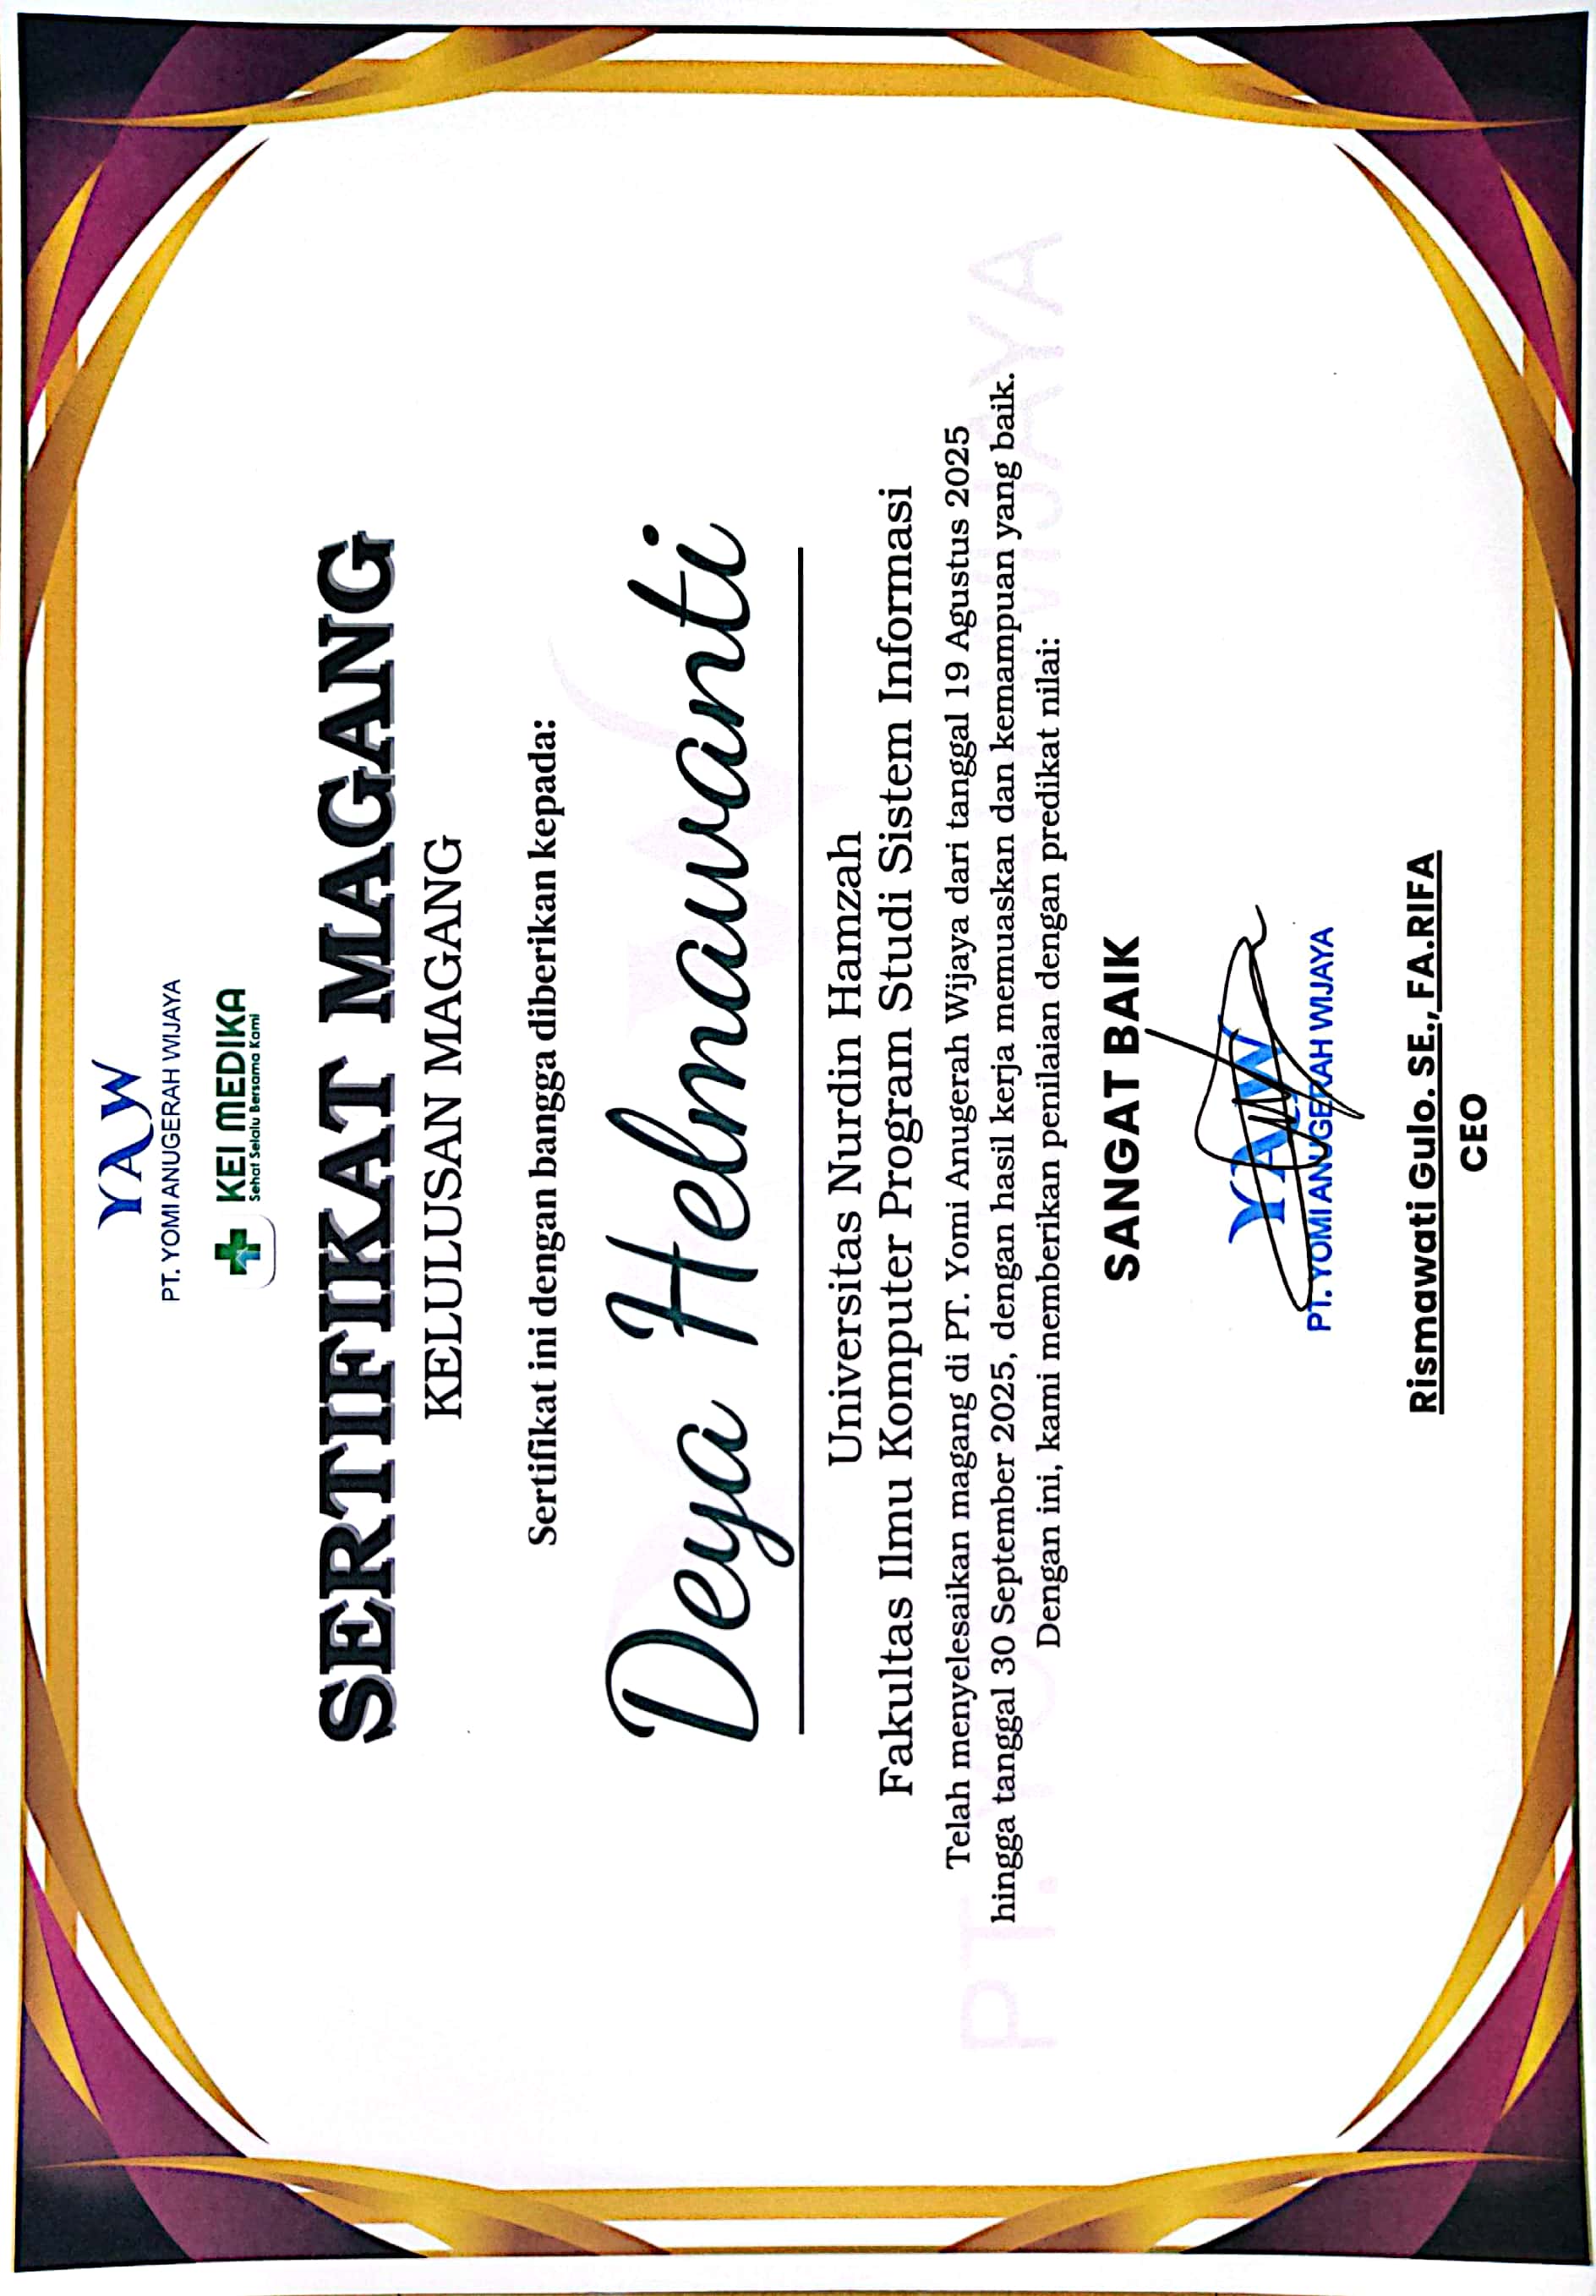 YAW
PT. YOMI ANUGERAH WIJAYA
KEI MEDIKA
Sehat Selalu Bersama Kami
SERTIFIKAT MAGANG
KELULUSAN MAGANG
Sertifikat ini dengan bangga diberikan kepada:
Deya Helmawanti
Universitas Nurdin Hamzah
Fakultas Ilmu Komputer Program Studi Sistem Informasi
Telah menyelesaikan magang di PT. Yomi Anugerah Wijaya dari tanggal 19 Agustus 2025
hingga tanggal 30 September 2025, dengan hasil kerja memuaskan dan kemampuan yang baik.
Dengan ini, kami memberikan penilaian dengan predikat nilai:
SANGAT BAIK
YAW
PT. YOMI ANUGERAH WIJAYA
Rismawati Gulo. SE., FA.RIFA
CEO